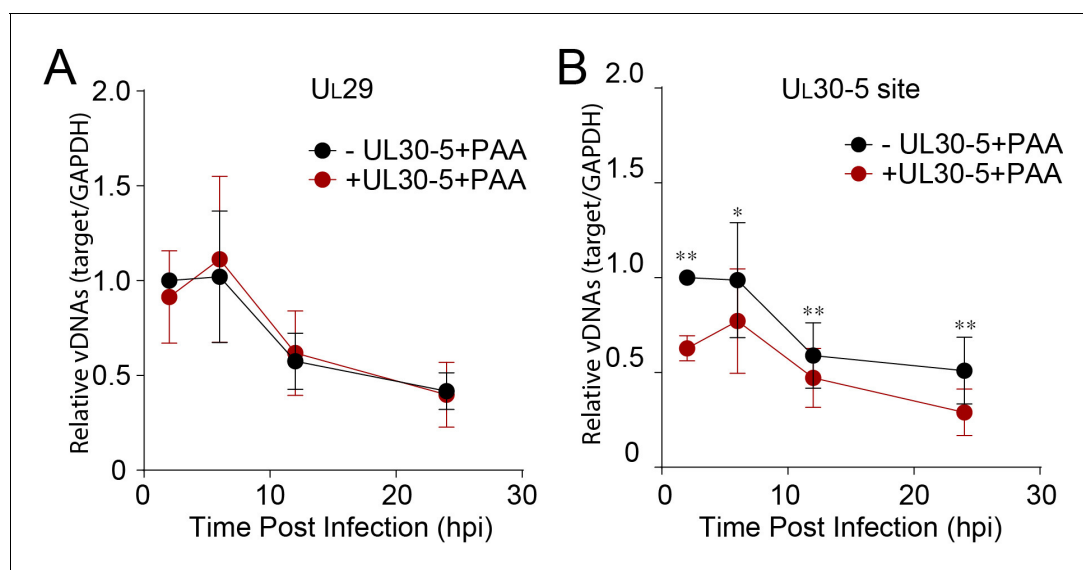 A
UL29
- UL30-5+PAA
+UL30-5+PAA
Relative vDNAs (target/GAPDH)
2.0
1.5
1.0
0.5
0
0
10
20
30
Time Post Infection (hpi)
B
UL30-5 site
- UL30-5+PAA
+UL30-5+PAA
Relative vDNAs (target/GAPDH)
2.0
1.5
1.0
0.5
0
**
*
**
**
0
10
20
30
Time Post Infection (hpi)